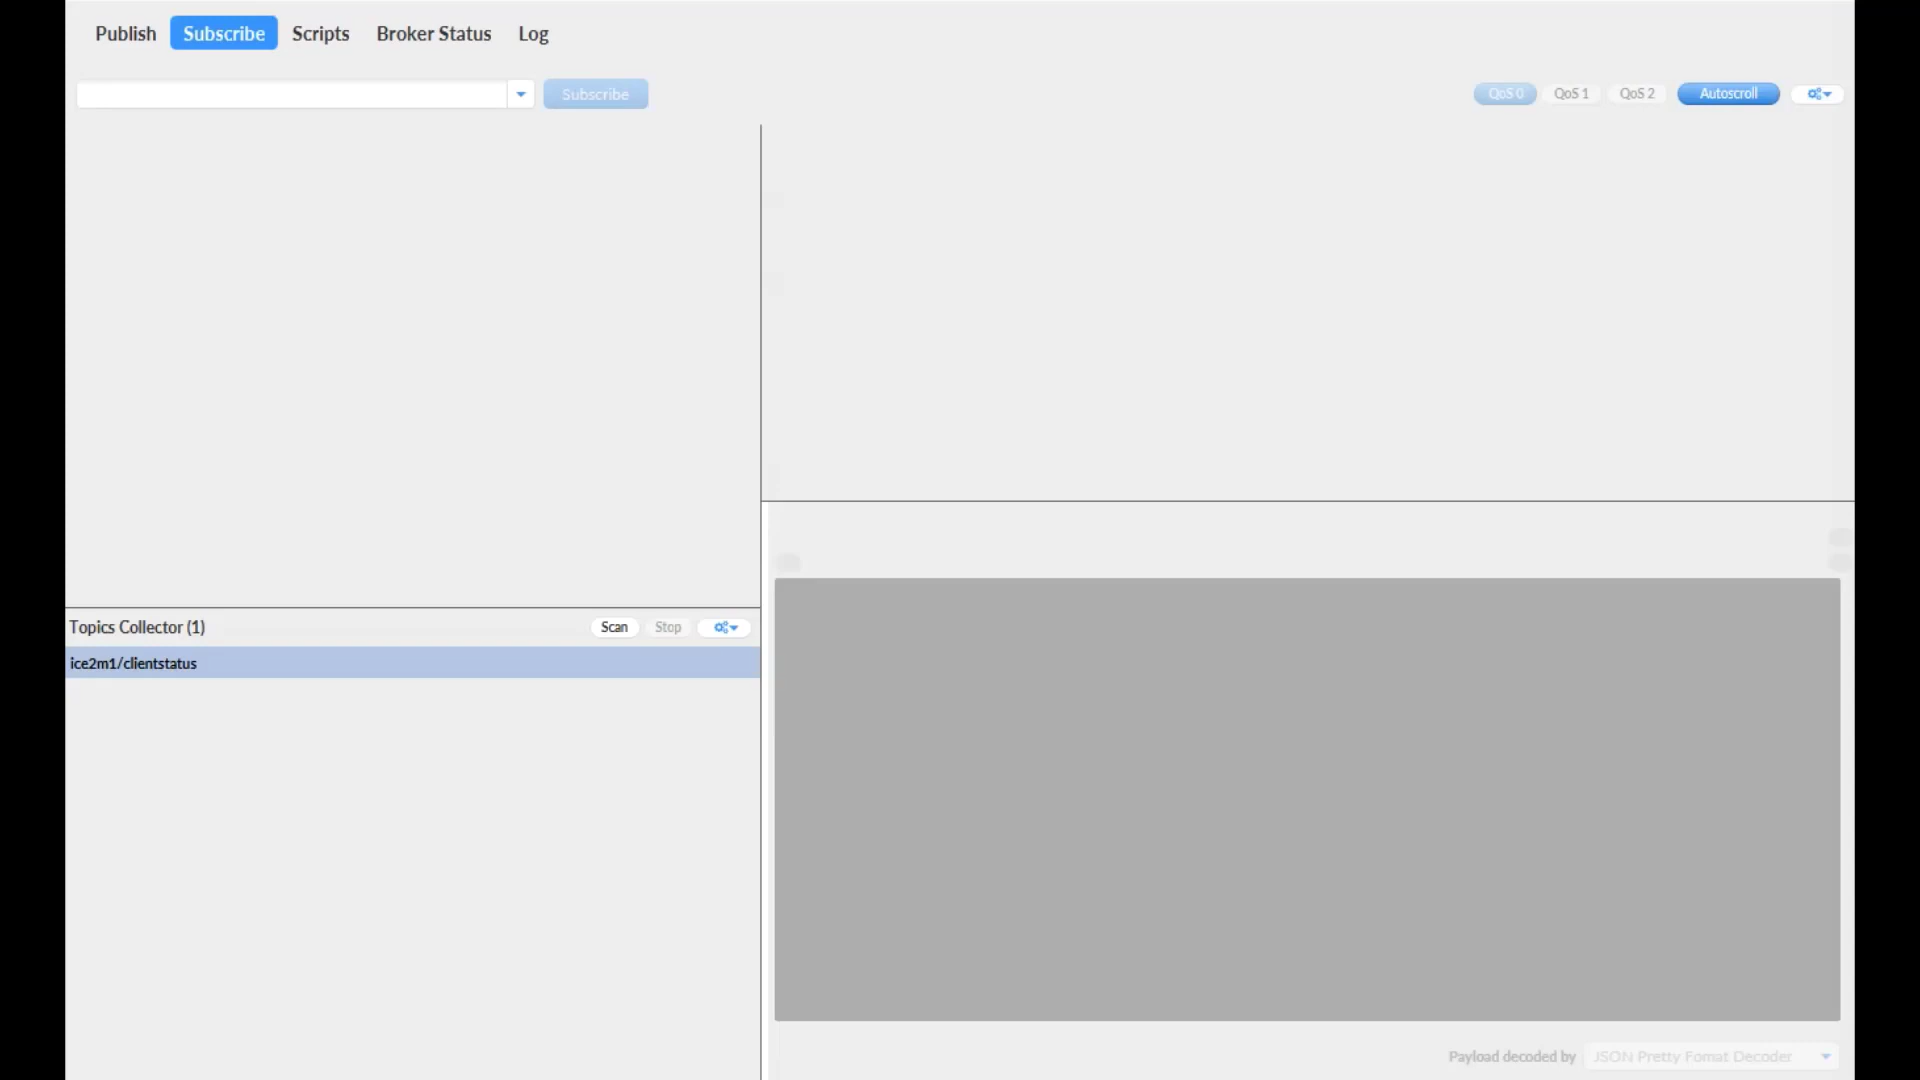 Publish Subscribe Scripts Broker Status Log
Subscribe QoS 0 QoS 1 QoS 2 Autoscroll
Topics Collector (1) Scan Stop
ice2m1/clientstatus
Payload decoded by JSON Pretty Fomat Decoder